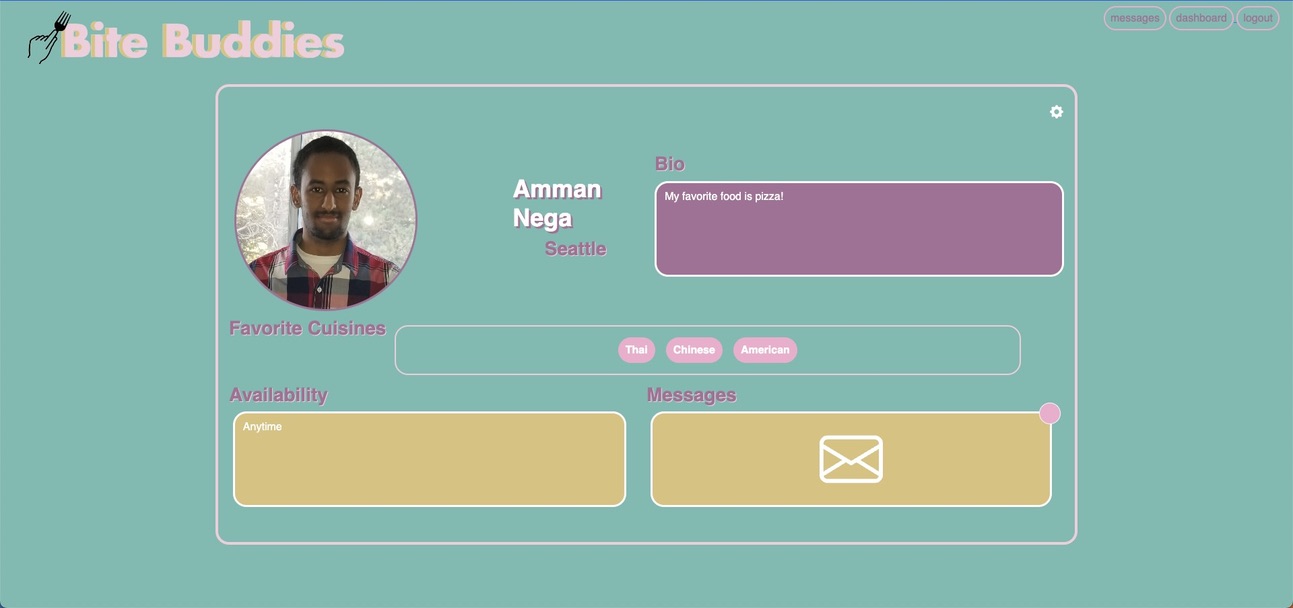 messages
dashboard
logout
Bite Buddies
Bio
My favorite food is pizza!
Amman
Nega
Seattle
Favorite Cuisines
Thai
Chinese
American
Availability
Messages
Anytime